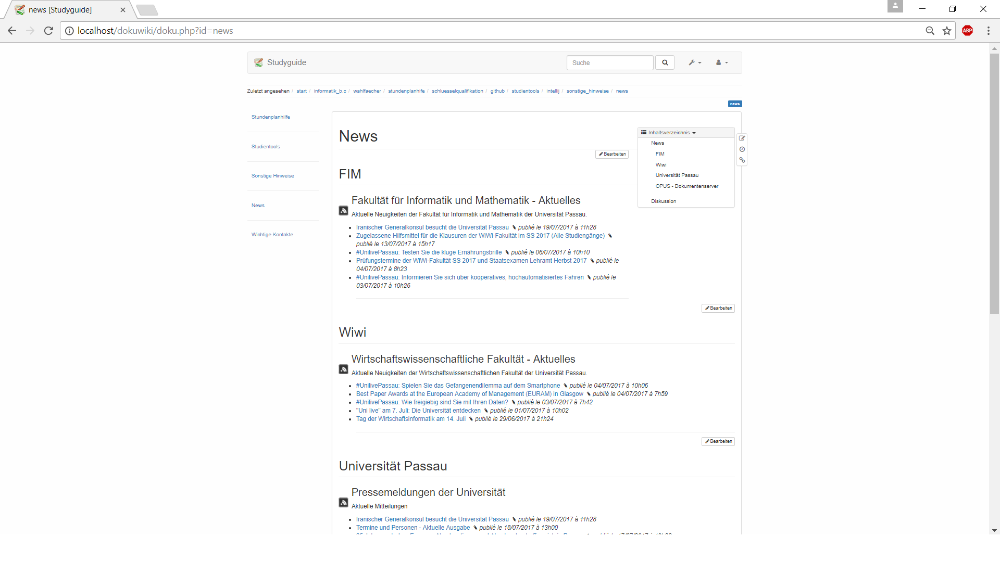 news [Studyguide]
localhost/dokuwiki/doku.php?id=news
ABP
Studyguide
Suche
Zuletzt angesehen / start / informatik_b.c / wahlfaecher / stundenplanhife / schluesselqualifikation / github / studientools / intellij / sonstige_hinweise / news
news
Stundenplanhilfe
Studientools
Sonstige Hinweise
News
Wichtige Kontakte
News
Bearbeiten
Inhaltsverzeichnis
News
FIM
Wiwi
Universität Passau
OPUS - Dokumentenserver
Diskussion
FIM
Fakultät für Informatik und Mathematik - Aktuelles
Aktuelle Neuigkeiten der Fakultät für Informatik und Mathematik der Universität Passau.
Iranischer Generalkonsul besucht die Universität Passau publié le 19/07/2017 à 11h28
Zugelassene Hilfsmittel für die Klausuren der WiWi-Fakultät im SS 2017 (Alle Studiengänge)
publié le 13/07/2017 à 15h17
#UnilivePassau: Testen Sie die kluge Ernährungsbrille publié le 06/07/2017 à 10h10
Prüfungstermine der WiWi-Fakultät SS 2017 und Staatsexamen Lehramt Herbst 2017 publié le
04/07/2017 à 8h23
#UnilivePassau: Informieren Sie sich über kooperatives, hochautomatisiertes Fahren publié le
03/07/2017 à 10h26
Bearbeiten
Wiwi
Wirtschaftswissenschaftliche Fakultät - Aktuelles
Aktuelle Neuigkeiten der Wirtschaftswissenschaftlichen Fakultät der Universität Passau.
#UnilivePassau: Spielen Sie das Gefangenendilemma auf dem Smartphone publié le 04/07/2017 à 10h06
Best Paper Awards at the European Academy of Management (EURAM) in Glasgow publié le 04/07/2017 à 7h59
#UnilivePassau: Wie freigiebig sind Sie mit Ihren Daten? publié le 03/07/2017 à 7h42
"Uni live" am 7. Juli: Die Universität entdecken publié le 01/07/2017 à 10h02
Tag der Wirtschaftsinformatik am 14. Juli publié le 29/06/2017 à 21h24
Bearbeiten
Universität Passau
Pressemeldungen der Universität
Aktuelle Mitteilungen
Iranischer Generalkonsul besucht die Universität Passau publié le 19/07/2017 à 11h28
Termine und Personen - Aktuelle Ausgabe publié le 18/07/2017 à 13h00